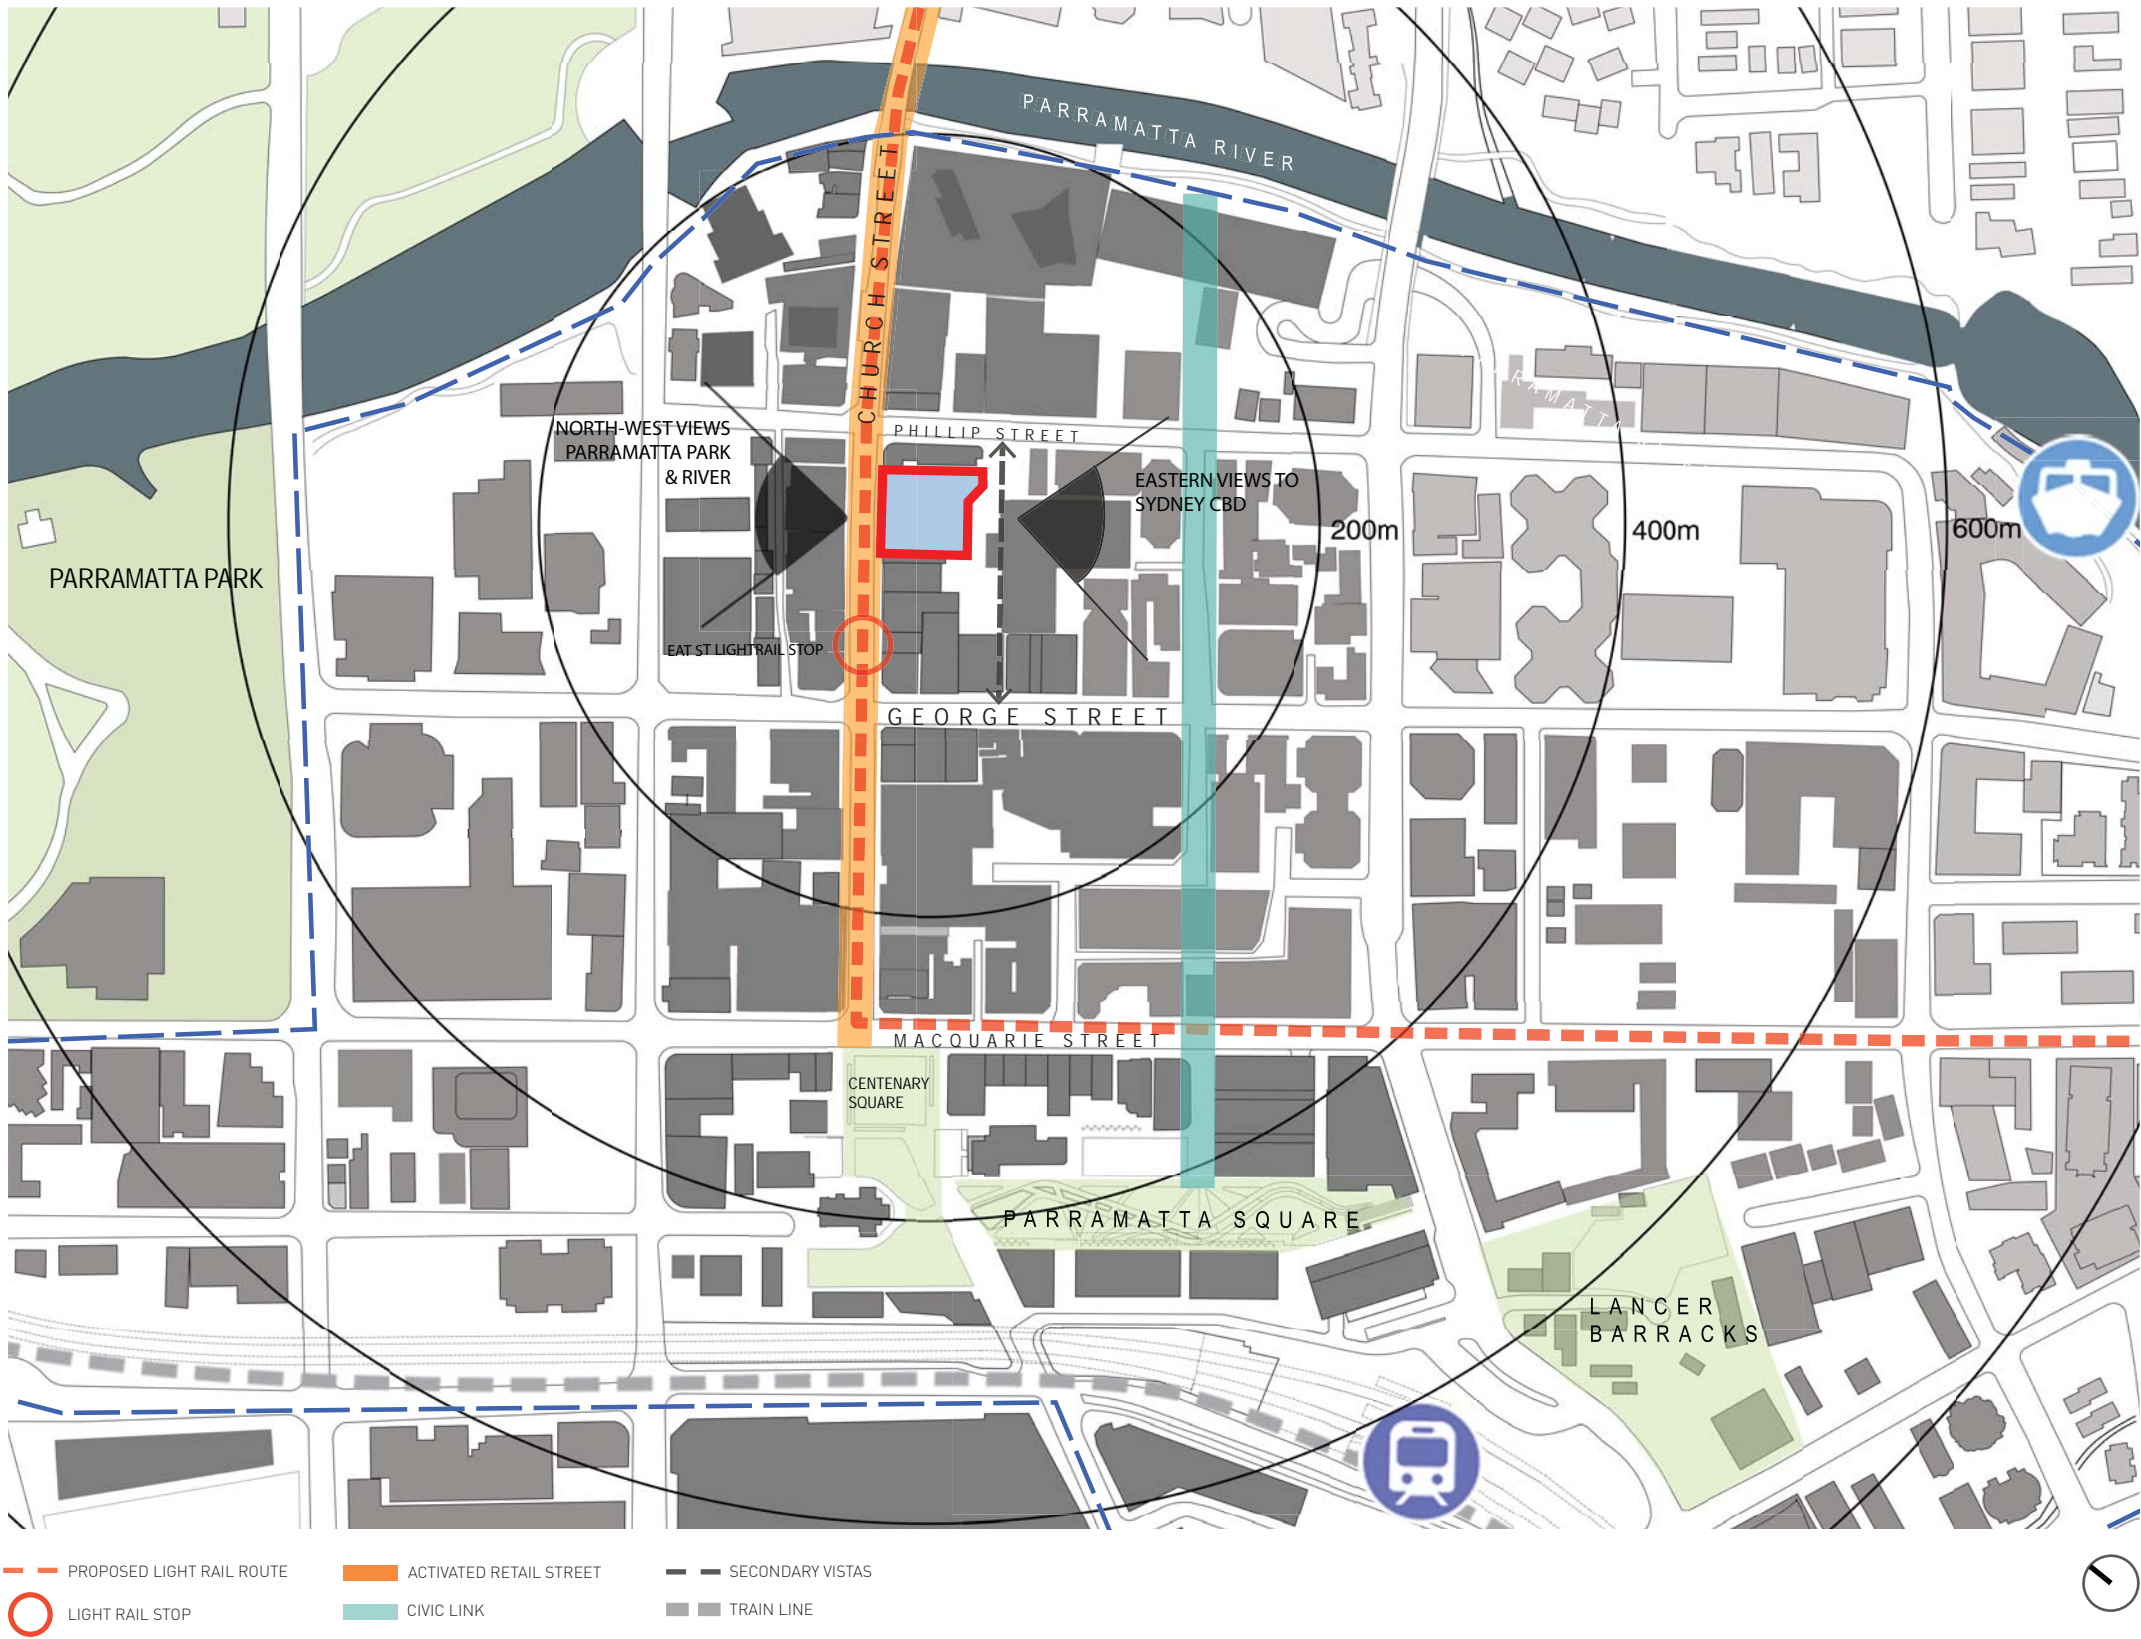 PARRAMATTA RIVER
CHURCH STREET
NORTH-WEST VIEWS
PARRAMATTA PARK
& RIVER
PHILLIP STREET
EASTERN VIEWS TO
SYDNEY CBD
200m
400m
600m
PARRAMATTA PARK
EAT ST LIGHTRAIL STOP
GEORGE STREET
MACQUARIE STREET
CENTENARY
SQUARE
PARRAMATTA SQUARE
LANCER
BARRACKS
PROPOSED LIGHT RAIL ROUTE
ACTIVATED RETAIL STREET
SECONDARY VISTAS
LIGHT RAIL STOP
CIVIC LINK
TRAIN LINE